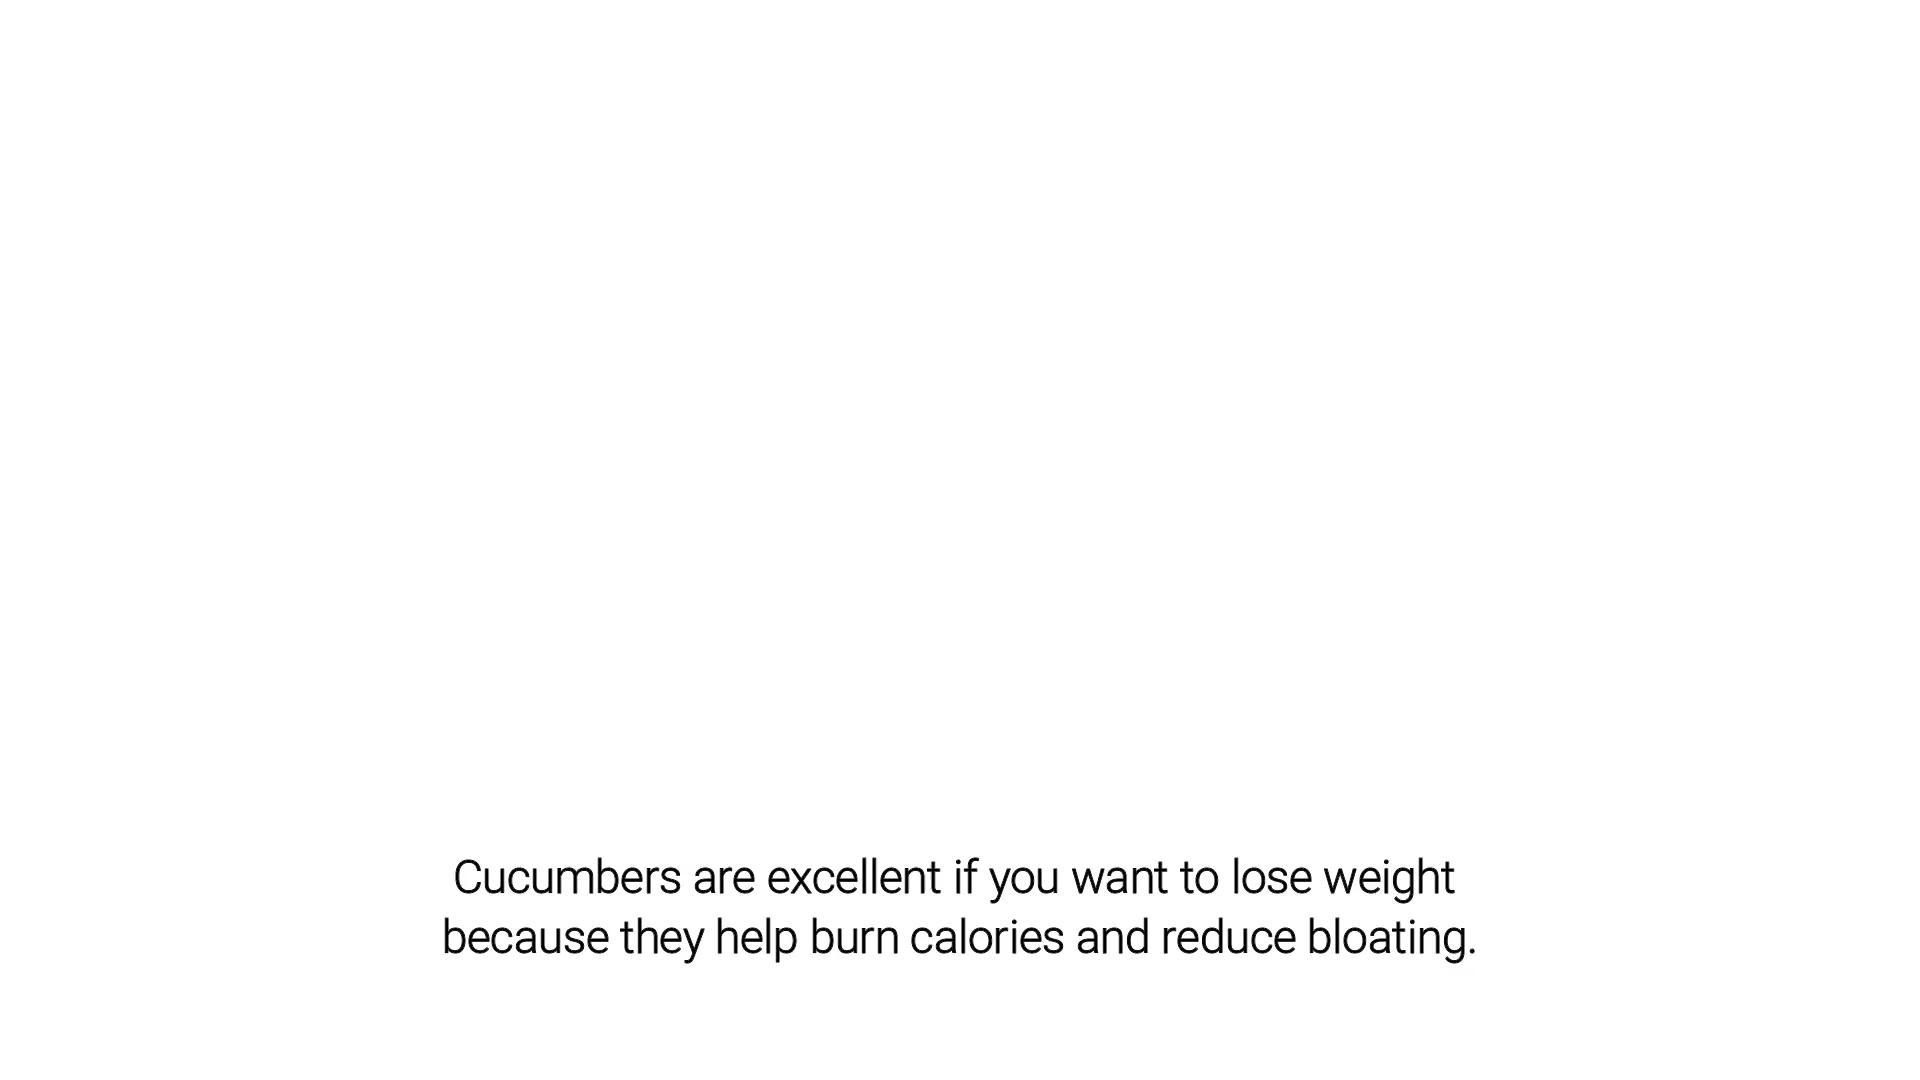 Cucumbers are excellent if you want to lose weight
because they help burn calories and reduce bloating.